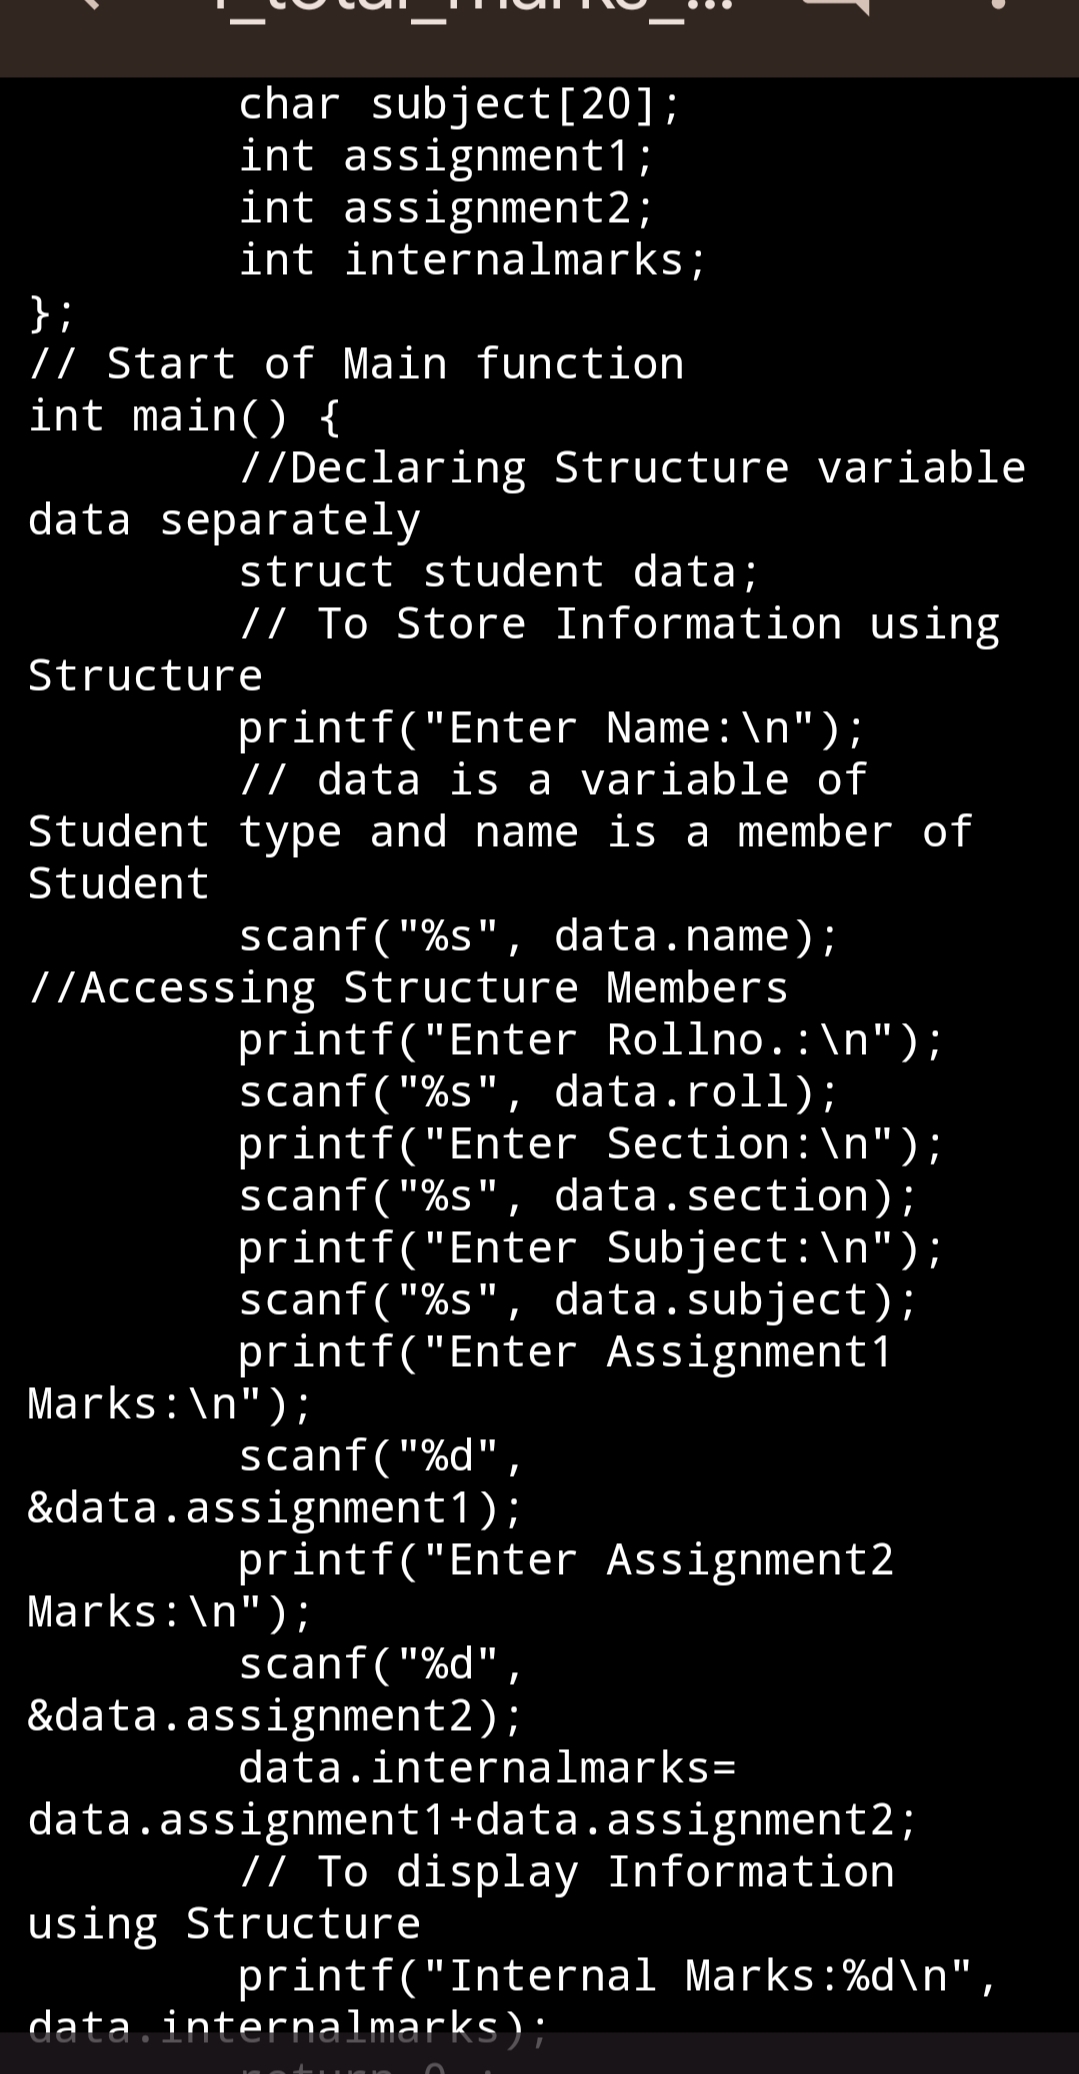 char subject[20];
int assignment1;
int assignment2;
int internalmarks;
};
// Start of Main function
int main() {
//Declaring Structure variable
data separately
struct student data;
// To Store Information using
Structure
printf("Enter Name:\n");
// data is a variable of
Student type and name is a member of
Student
scanf("%s", data.name);
//Accessing Structure Members
printf("Enter Rollno.:\n");
scanf("%s", data.roll);
printf("Enter Section:\n");
scanf("%s", data.section);
printf("Enter Subject:\n");
scanf("%s", data.subject);
printf("Enter Assignment1
Marks:\n");
scanf("%d",
&data.assignment1);
printf("Enter Assignment2
Marks:\n");
scanf("%d",
&data.assignment2);
data.internalmarks=
data.assignment1+data.assignment2;
// To display Information
using Structure
printf("Internal Marks:%d\n",
data.internalmarks);